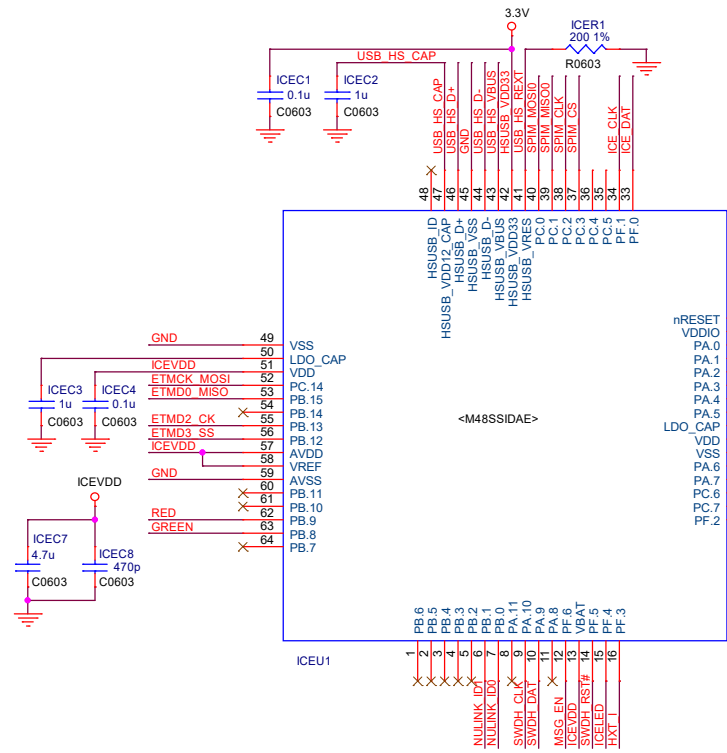 3.3V
ICER1
200 1%
R0603
USB_HS_CAP
ICEC1
0.1u
C0603
ICEC2
1u
C0603
USB_HS_CAP
USB_HS_D+
GND
USB_HS_D-
USB_HS_VBUS
HSUSB_VDD33
USB_HS_REXT
SPIM_MOSI0
SPIM_MISO0
SPIM_CLK
SPIM_CS
ICE_CLK
ICE_DAT
48
47
46
45
44
43
42
41
40
39
38
37
36
35
34
33
HSUSB_ID
HSUSB_VDD12_CAP
HSUSB_D+
HSUSB_VSS
HSUSB_D-
HSUSB_VBUS
HSUSB_VDD33
HSUSB_VRES
PC.0
PC.1
PC.2
PC.3
PC.4
PC.5
PF.1
PF.0
GND 49 VSS
50 LDO_CAP
ICEVDD 51 VDD
ETMCK_MOSI 52 PC.14
ETMD0_MISO 53 PB.15
54 PB.14
ETMD2_CK 55 PB.13
ETMD3_SS 56 PB.12
ICEVDD 57 AVDD
58 VREF
GND 59 AVSS
60 PB.11
61 PB.10
RED 62 PB.9
GREEN 63 PB.8
64 PB.7
ICEC3
1u
C0603
ICEC4
0.1u
C0603
ICEVDD
ICEC7
4.7u
C0603
ICEC8
470p
C0603
<M48SSIDAE>
nRESET
VDDIO
PA.0
PA.1
PA.2
PA.3
PA.4
PA.5
LDO_CAP
VDD
VSS
PA.6
PA.7
PC.6
PC.7
PF.2
PB.6
PB.5
PB.4
PB.3
PB.2
PB.1
PB.0
PA.11
PA.10
PA.9
PA.8
PF.6
VBAT
PF.5
PF.4
PF.3
ICEU1
1
2
3
4
5
6
7
8
9
10
11
12
13
14
15
16
NULINK_ID1
NULINK_ID0
SWDH_CLK
SWDH_DAT
MSG_EN
ICEVDD
SWDH_RST#
ICELED
HXT_I